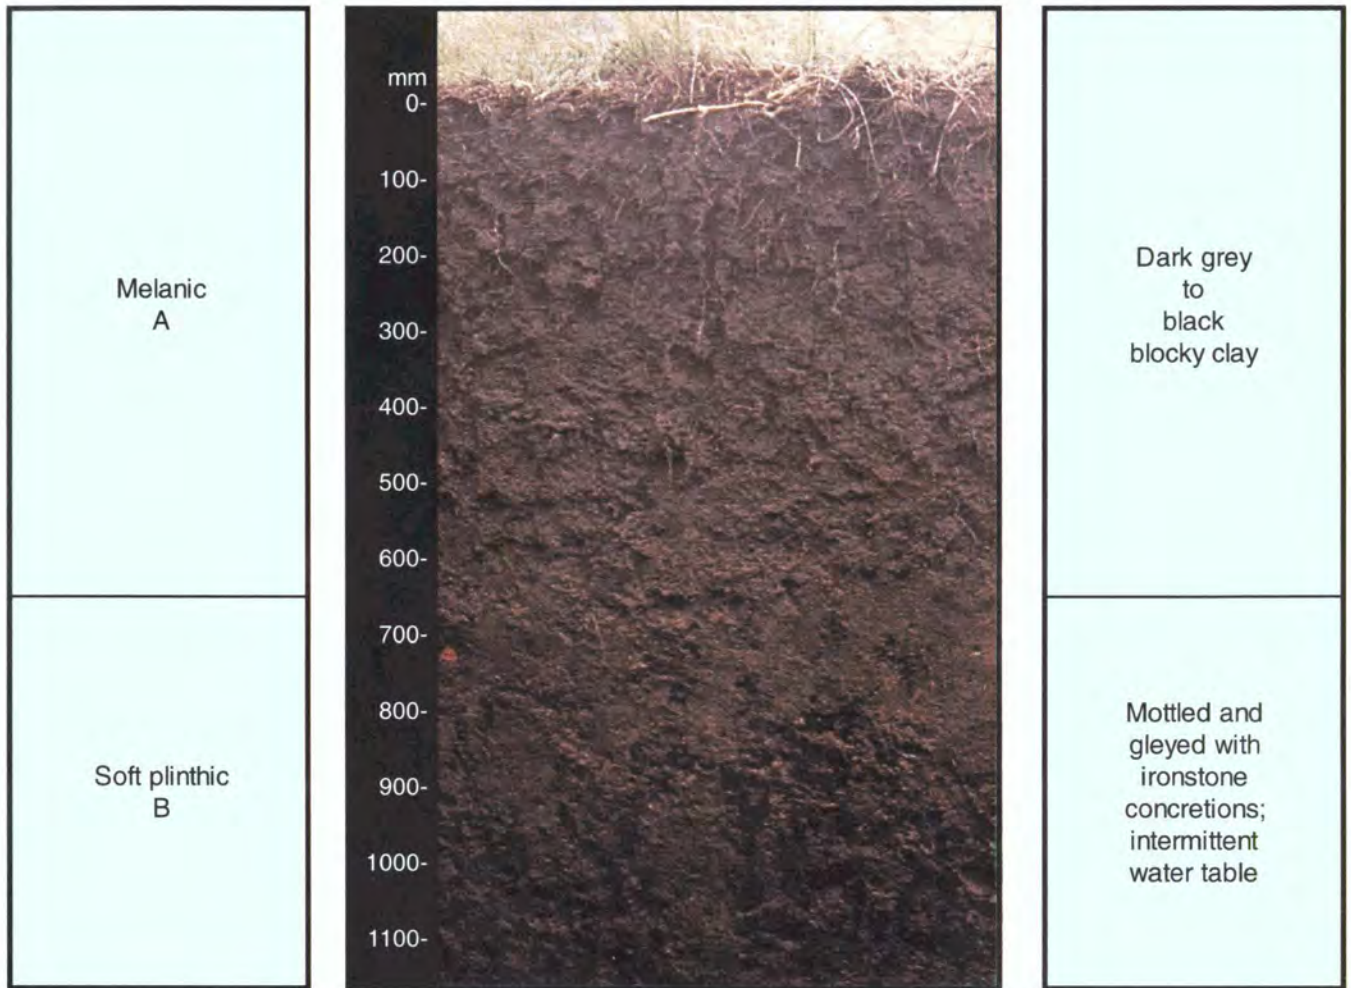 Melanic
A
Soft plinthic
B
mm
0-
100-
200-
300-
400-
500-
600-
700-
800-
900-
1000-
1100-
Dark grey
to
black
blocky clay
Mottled and
gleyed with
ironstone
concretions;
intermittent
water table